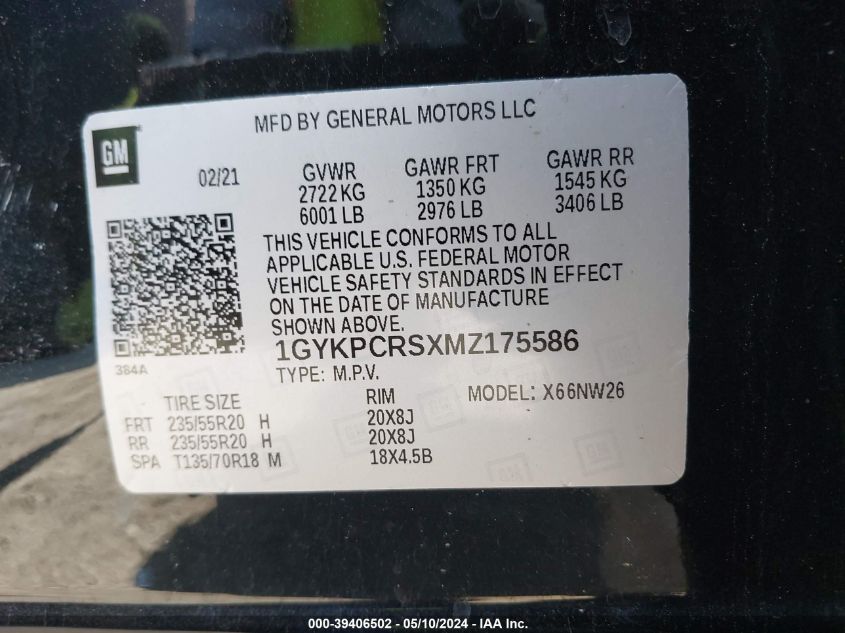 MFD BY GENERAL MOTORS LLC
GM
02/21
GVWR GAWR FRT GAWR RR
2722 KG 1350 KG 1545 KG
6001 LB 2976 LB 3406 LB
THIS VEHICLE CONFORMS TO ALL
APPLICABLE U.S. FEDERAL MOTOR
VEHICLE SAFETY STANDARDS IN EFFECT
ON THE DATE OF MANUFACTURE
SHOWN ABOVE.
1GYKPCRSXMZ175586
384A
TYPE: M.P.V.
MODEL: X66NW26
TIRE SIZE RIM
FRT 235/55R20 H 20X8J
RR 235/55R20 H 20X8J
SPA T135/70R18 M 18X4.5B
000-39406502 - 05/10/2024 - IAAI Inc.